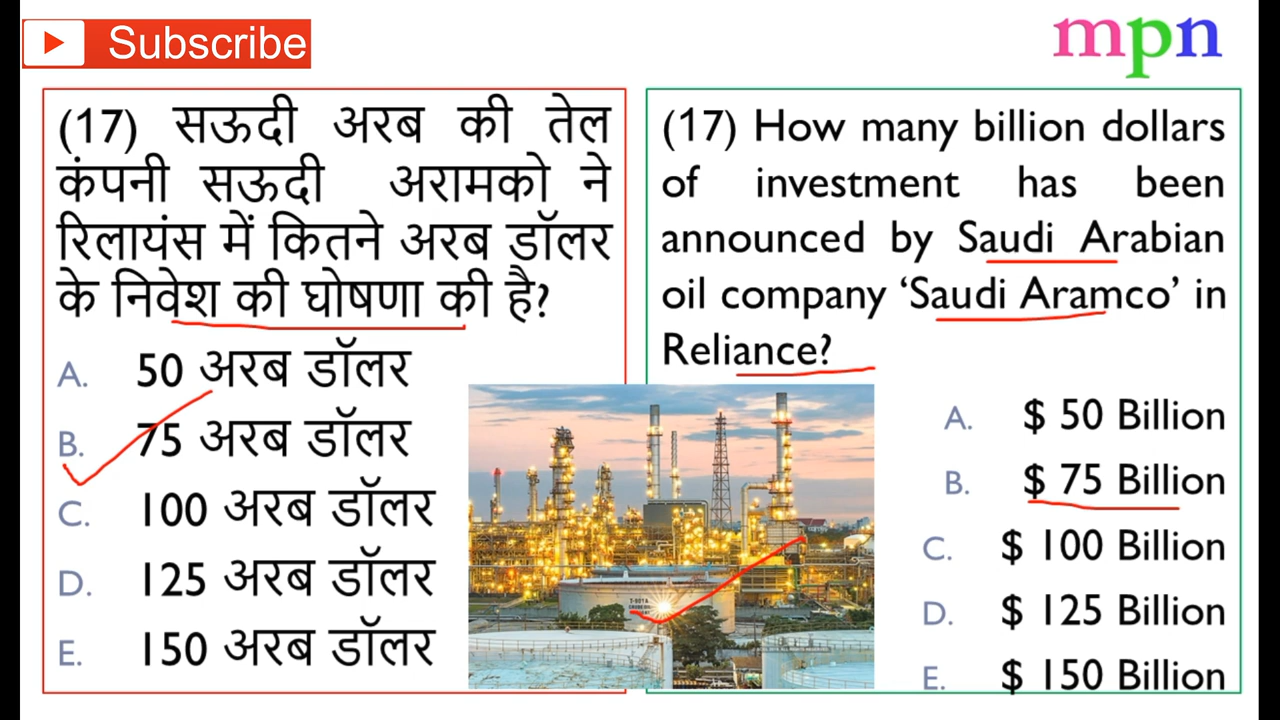 Subscribe
mpn
(17) सऊदी अरब की तेल
कंपनी सऊदी अरामको ने
रिलायंस में कितने अरब डॉलर
के निवेश की घोषणा की है?
A. 50 अरब डॉलर
B. 75 अरब डॉलर
C. 100 अरब डॉलर
D. 125 अरब डॉलर
E. 150 अरब डॉलर
(17) How many billion dollars
of investment has been
announced by Saudi Arabian
oil company ‘Saudi Aramco’ in
Reliance?
A. $ 50 Billion
B. $ 75 Billion
C. $ 100 Billion
D. $ 125 Billion
E. $ 150 Billion